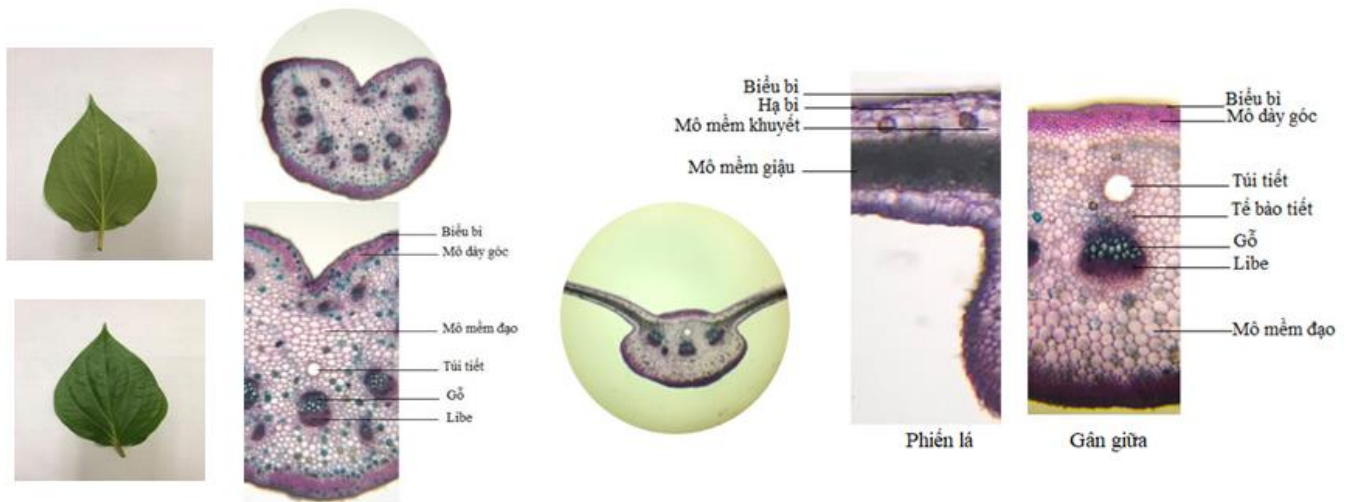 Biểu bì
Mô dày góc
Mô mềm đạo
Túi tiết
Gỗ
Libe
Biểu bì
Hạ bì
Mô mềm khuyết
Mô mềm giậu
Phiến lá
Biểu bì
Mô dày góc
Túi tiết
Tế bào tiết
Gỗ
Libe
Mô mềm đạo
Gân giữa